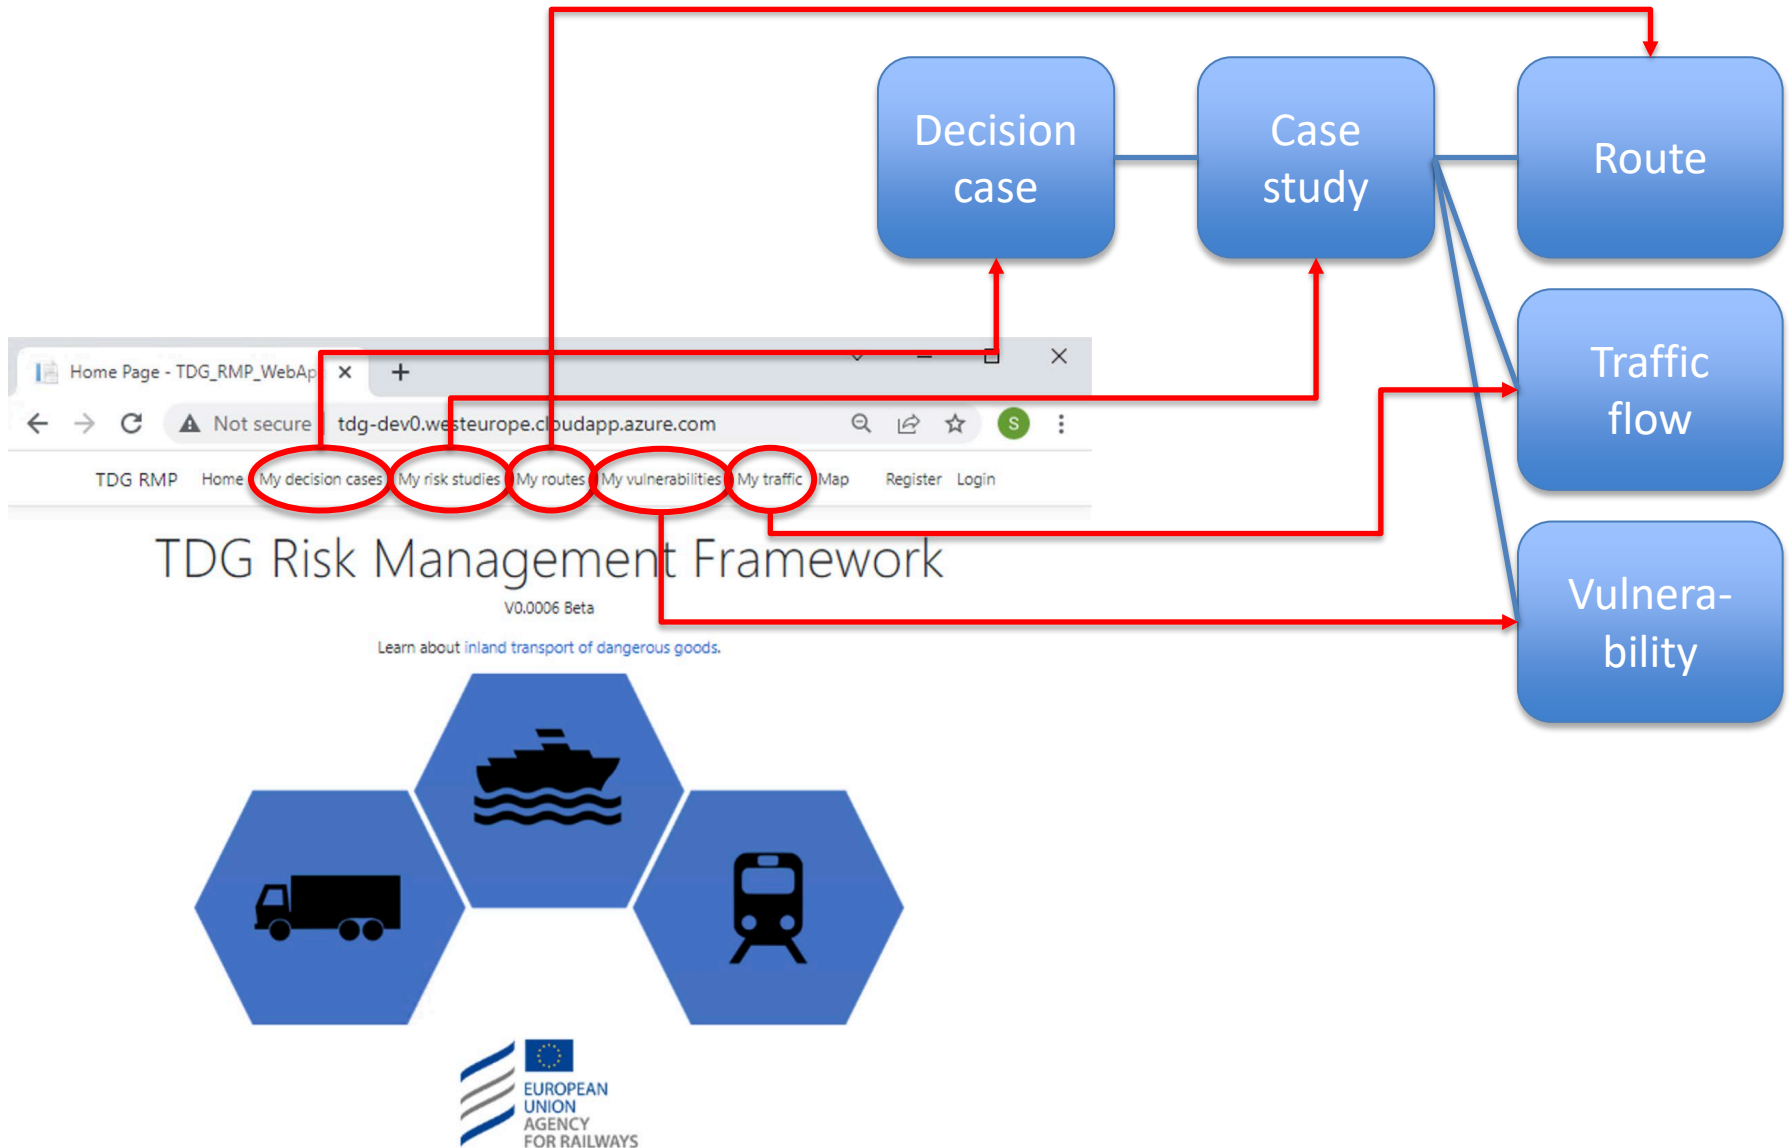 Decision
case
Case
study
Route
Traffic
flow
Vulnera-
bility
Home Page - TDG_RMP_WebAp
Not secure tdg-dev0.westeurope.cloudapp.azure.com
S
TDG RMP Home My decision cases My risk studies My routes My vulnerabilities My traffic Map Register Login
TDG Risk Management Framework
V0.0006 Beta
Learn about inland transport of dangerous goods.
EUROPEAN
UNION
AGENCY
FOR RAILWAYS